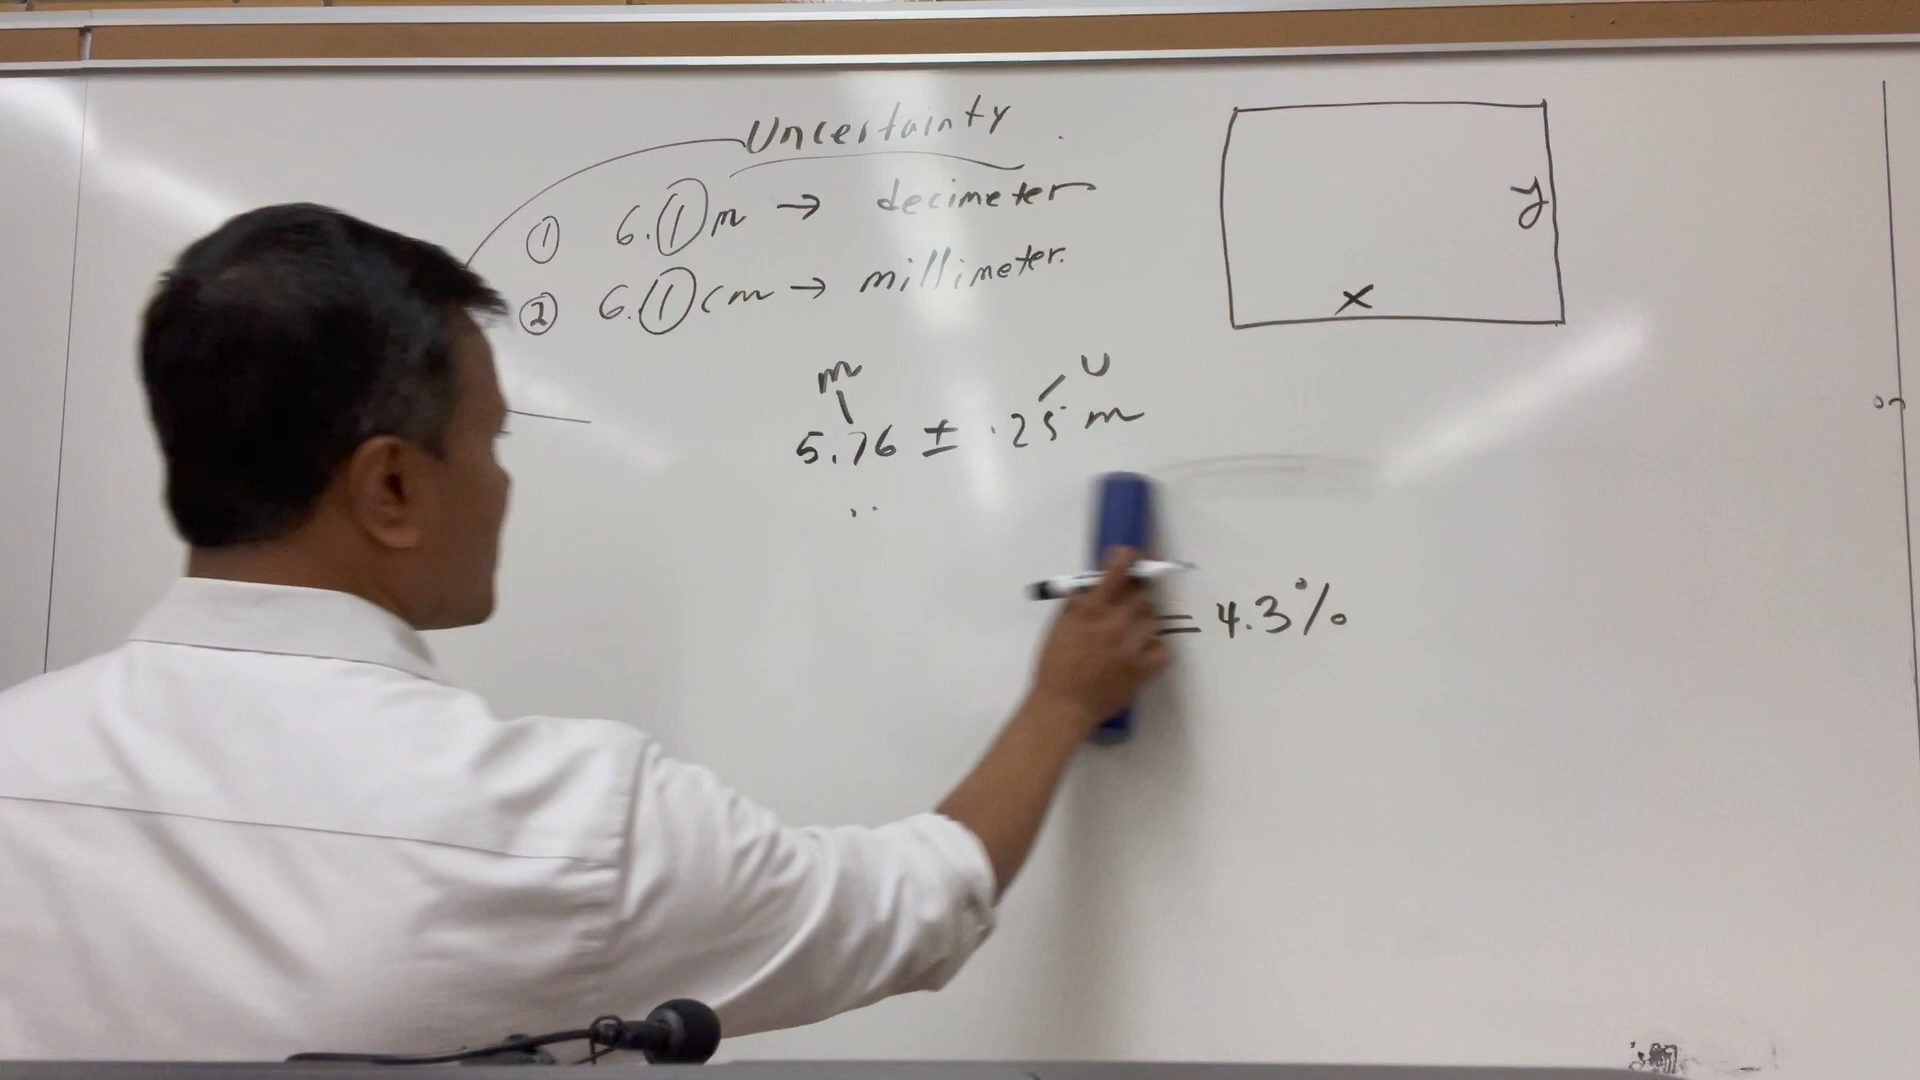 Uncertainty
① 6.1 m → decimeter
② 6.1 cm → millimeter.
m U
5.76 ± .25 m
= 4.3%
y
x